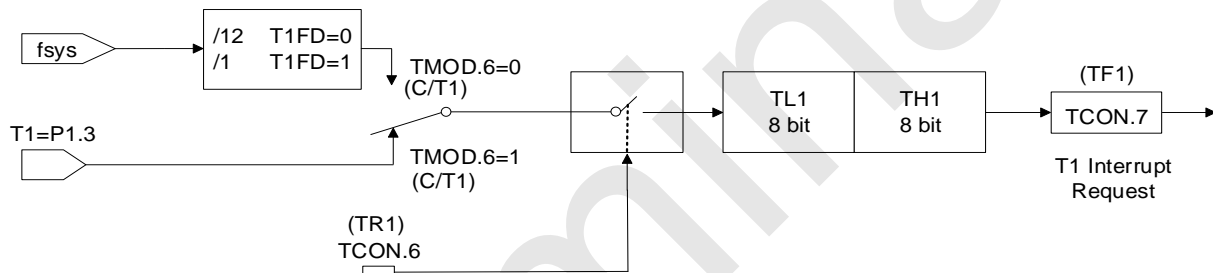 fsys
/12 T1FD=0
/1 T1FD=1
TMOD.6=0
(C/T1)
T1=P1.3
TMOD.6=1
(C/T1)
(TR1)
TCON.6
TL1
8 bit
TH1
8 bit
(TF1)
TCON.7
T1 Interrupt
Request